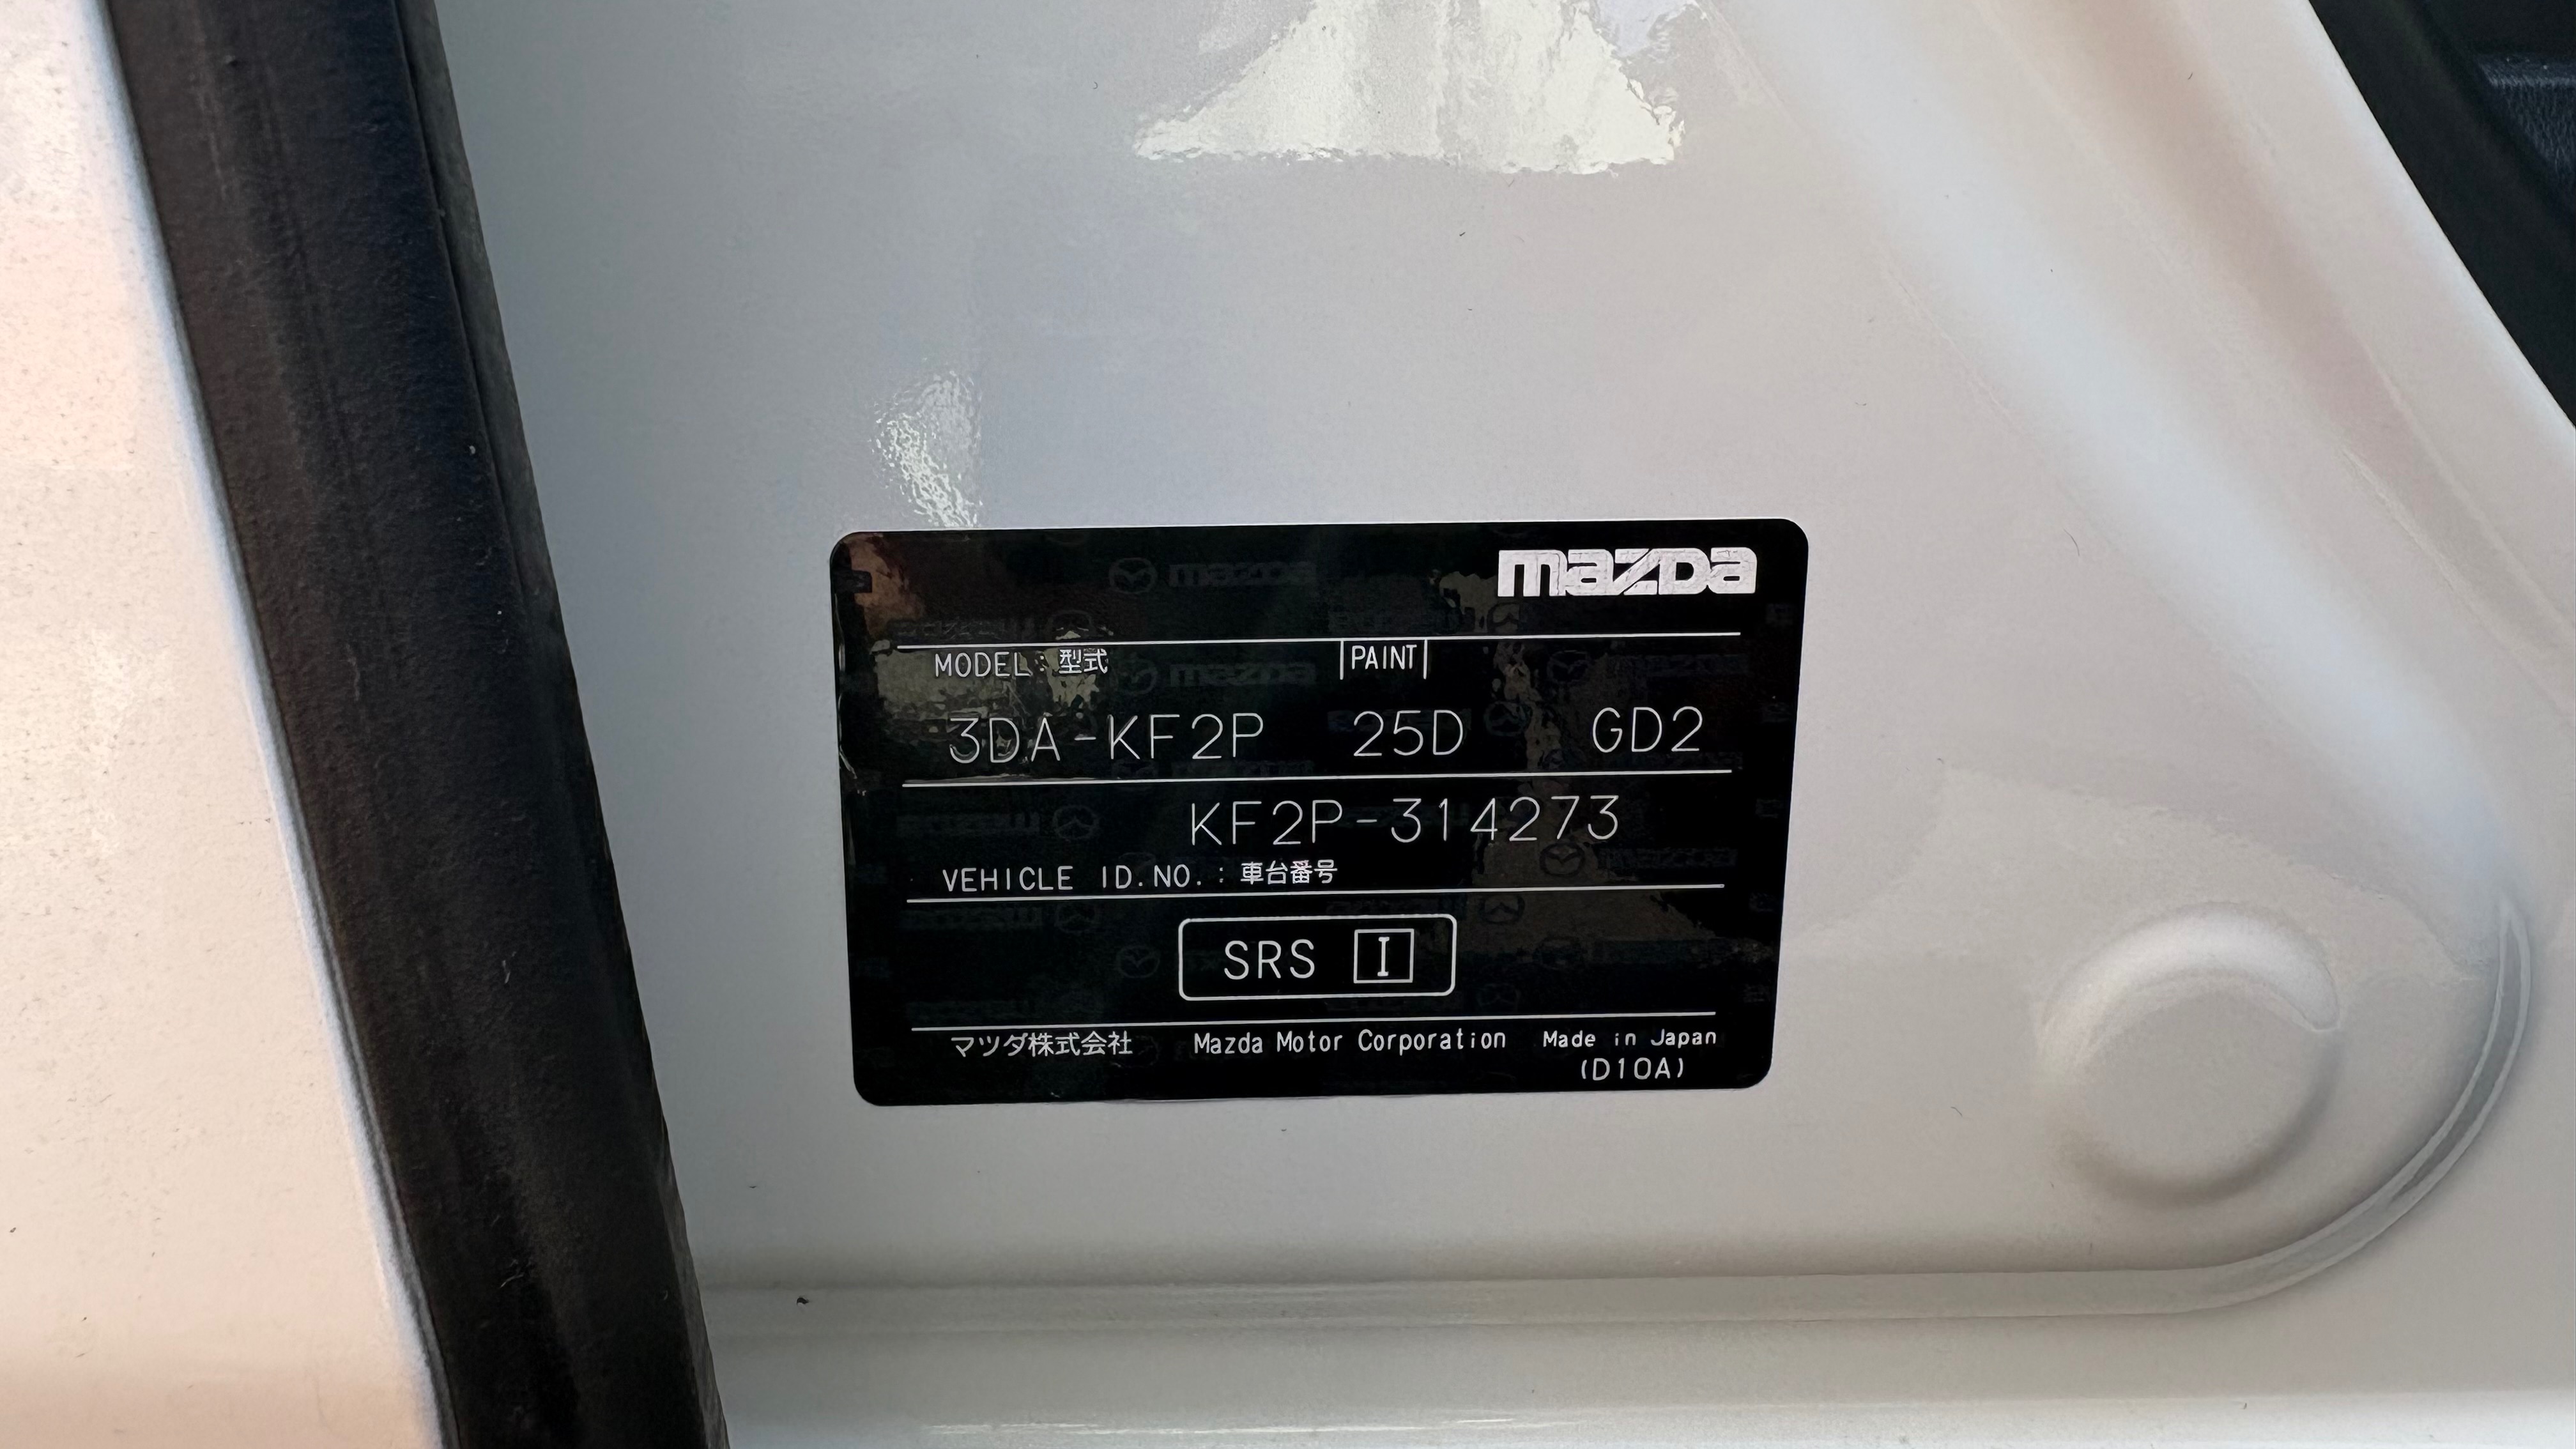 mazda
MODEL : 型式 PAINT
3DA-KF2P 25D GD2
KF2P-314273
VEHICLE ID.NO. : 車台番号
SRS I
マツダ株式会社 Mazda Motor Corporation Made in Japan
(D10A)